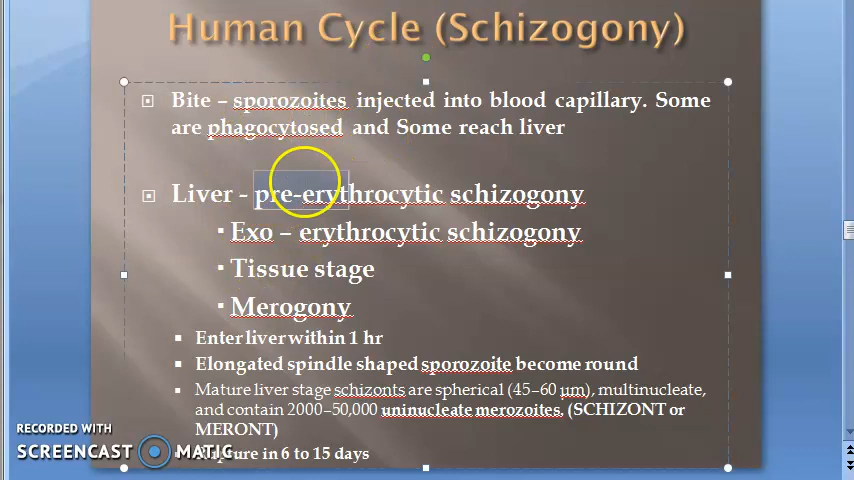 Human Cycle (Schizogony)
Bite – sporozoites injected into blood capillary. Some
are phagocytosed and Some reach liver
Liver - pre-erythrocytic schizogony
Exo – erythrocytic schizogony
Tissue stage
Merogony
Enter liver within 1 hr
Elongated spindle shaped sporozoite become round
Mature liver stage schizonts are spherical (45–60 µm), multinucleate,
and contain 2000–50,000 uninucleate merozoites. (SCHIZONT or
MERONT)
Rupture in 6 to 15 days
RECORDED WITH
SCREENCAST MATIC